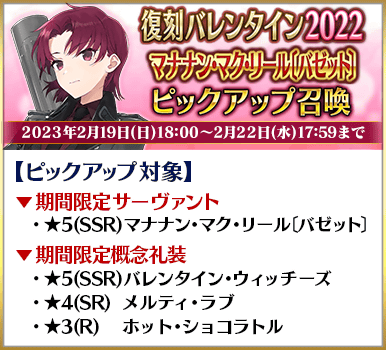 復刻バレンタイン2022
マナナン・マク・リール〔バゼット〕
ピックアップ召喚
2023年2月19日(日)18:00～2月22日(水)17:59まで
【ピックアップ対象】
▼期間限定サーヴァント
・★5(SSR)マナナン・マク・リール〔バゼット〕
▼期間限定概念礼装
・★5(SSR)バレンタイン・ウィッチーズ
・★4(SR) メルティ・ラブ
・★3(R) ホット・ショコラトル